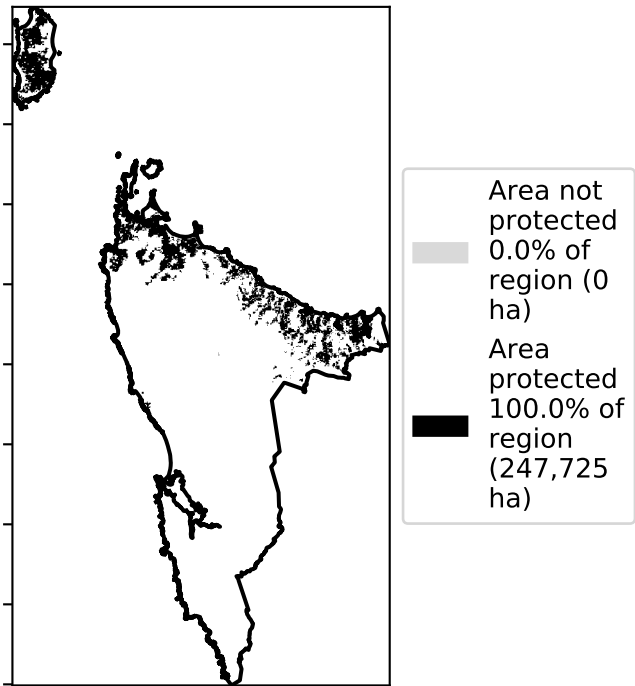 Area not
protected
0.0% of
region (0
ha)
Area
protected
100.0% of
region
(247,725
ha)